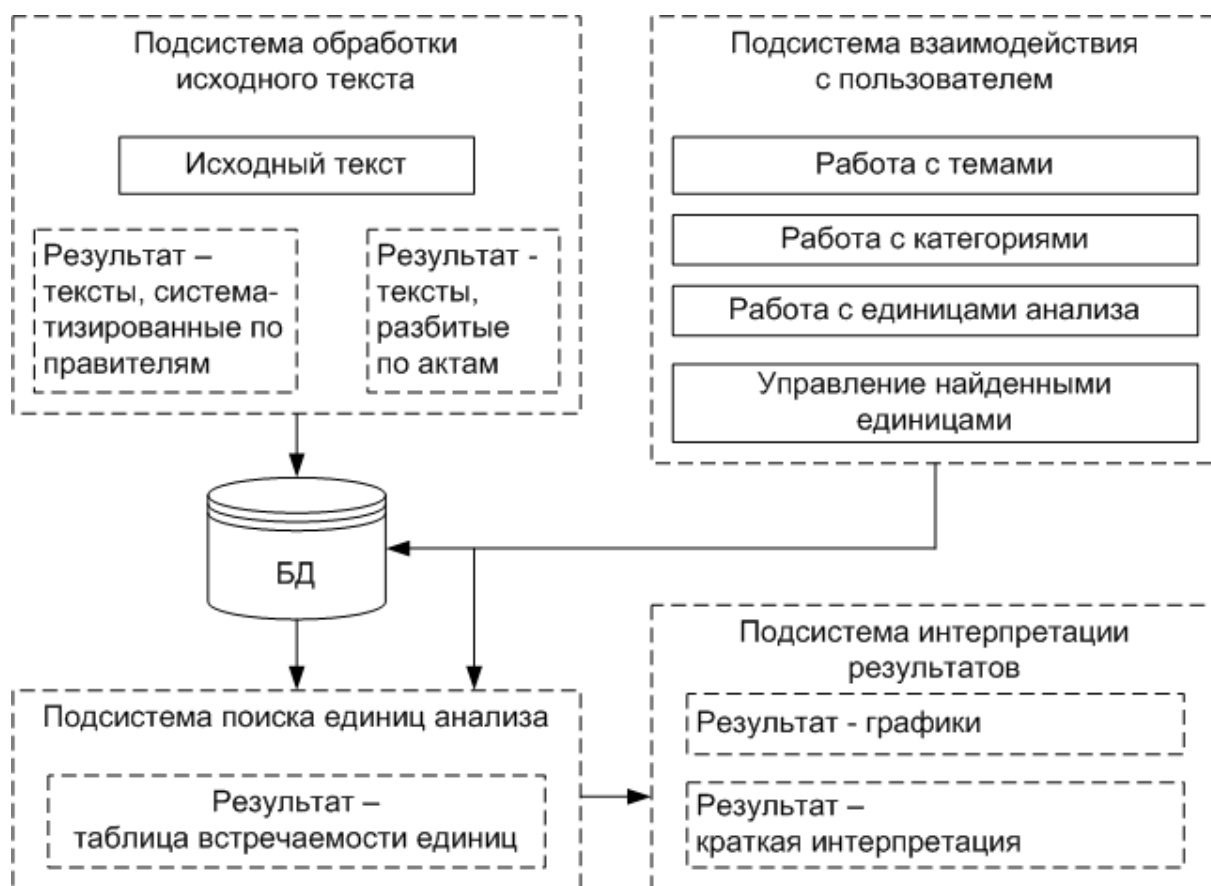 Подсистема обработки
исходного текста
Исходный текст
Результат –
тексты, система-
тизированные по
правителям
Результат -
тексты,
разбитые
по актам
Подсистема взаимодействия
с пользователем
Работа с темами
Работа с категориями
Работа с единицами анализа
Управление найденными
единицами
БД
Подсистема поиска единиц анализа
Результат –
таблица встречаемости единиц
Подсистема интерпретации
результатов
Результат - графики
Результат –
краткая интерпретация